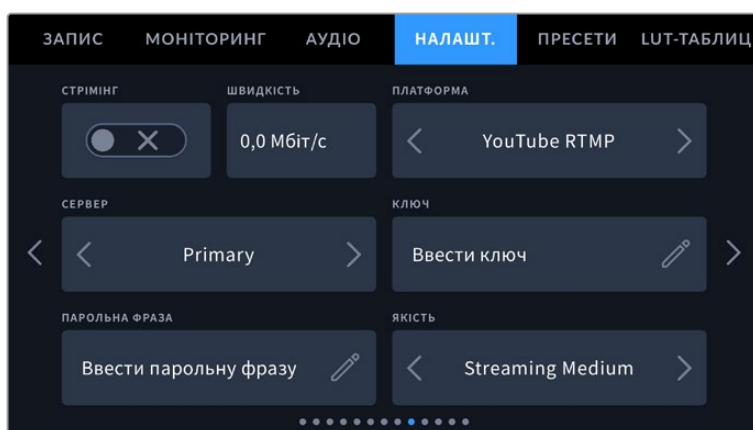 ЗАПИС МОНІТОРИНГ АУДІО НАЛАШТ. ПРЕСЕТИ LUT-ТАБЛИЦ
СТРІМІНГ ШВИДКІСТЬ ПЛАТФОРМА
0,0 Мбіт/с YouTube RTMP
СЕРВЕР КЛЮЧ
Primary Ввести ключ
ПАРОЛЬНА ФРАЗА ЯКІСТЬ
Ввести парольну фразу Streaming Medium